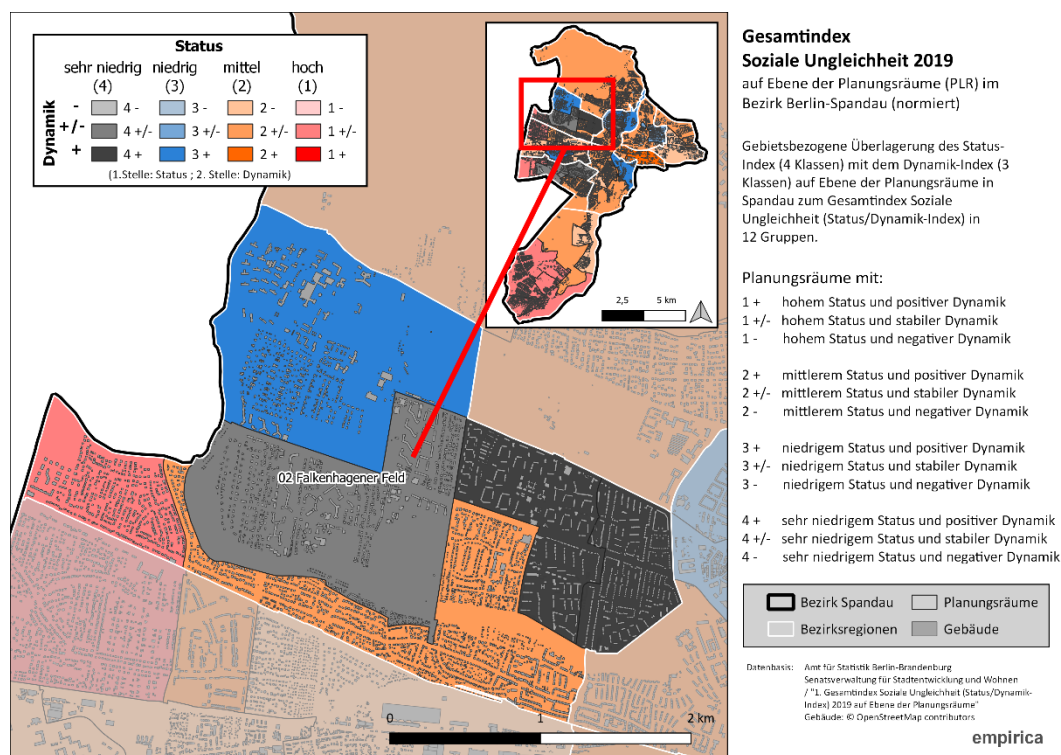 Status
sehr niedrig niedrig mittel hoch
(4) (3) (2) (1)
Dynamik
- 4 - 3 - 2 - 1 -
+/- 4 +/- 3 +/- 2 +/- 1 +/-
+ 4 + 3 + 2 + 1 +
(1.Stelle: Status ; 2. Stelle: Dynamik)
2,5 5 km
02 Falkenhagener Feld
0 1 2 km
Gesamtindex
Soziale Ungleichheit 2019
auf Ebene der Planungsräume (PLR) im
Bezirk Berlin-Spandau (normiert)
Gebietsbezogene Überlagerung des Status-
Index (4 Klassen) mit dem Dynamik-Index (3
Klassen) auf Ebene der Planungsräume in
Spandau zum Gesamtindex Soziale
Ungleichheit (Status/Dynamik-Index) in
12 Gruppen.
Planungsräume mit:
1 + hohem Status und positiver Dynamik
1 +/- hohem Status und stabiler Dynamik
1 - hohem Status und negativer Dynamik
2 + mittlerem Status und positiver Dynamik
2 +/- mittlerem Status und stabiler Dynamik
2 - mittlerem Status und negativer Dynamik
3 + niedrigem Status und positiver Dynamik
3 +/- niedrigem Status und stabiler Dynamik
3 - niedrigem Status und negativer Dynamik
4 + sehr niedrigem Status und positiver Dynamik
4 +/- sehr niedrigem Status und stabiler Dynamik
4 - sehr niedrigem Status und negativer Dynamik
Bezirk Spandau Planungsräume
Bezirksregionen Gebäude
Datenbasis: Amt für Statistik Berlin-Brandenburg
Senatsverwaltung für Stadtentwicklung und Wohnen
/ "1. Gesamtindex Soziale Ungleichheit (Status/Dynamik-
Index) 2019 auf Ebene der Planungsräume"
Gebäude: © OpenStreetMap contributors
empirica